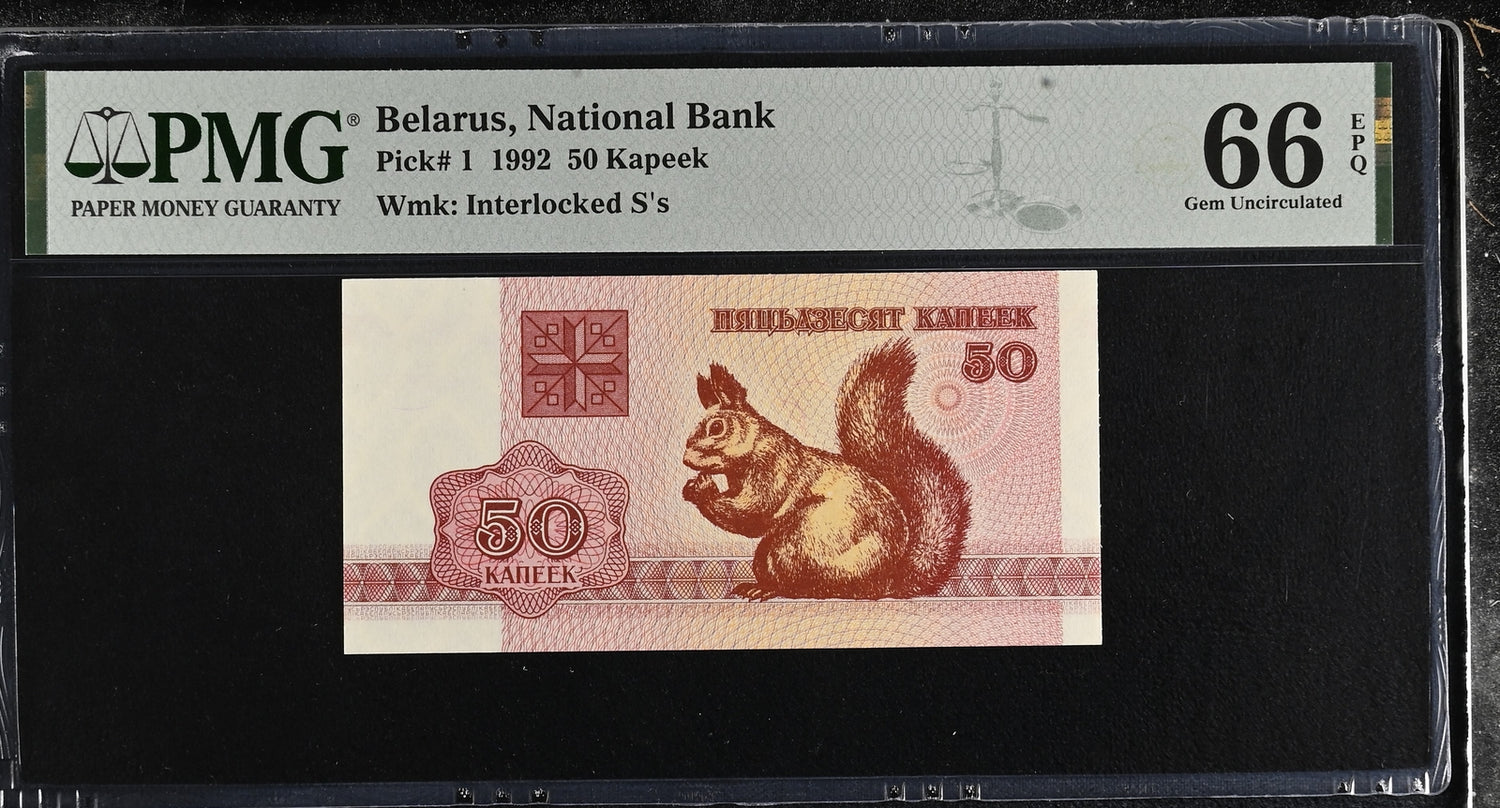 PMG®
PAPER MONEY GUARANTY
Belarus, National Bank
Pick# 1 1992 50 Kapeek
Wmk: Interlocked S's
66
EPQ
Gem Uncirculated
ПЯЦЬДЗЕСЯТ КАПЕЕК
50
50
КАПЕЕК